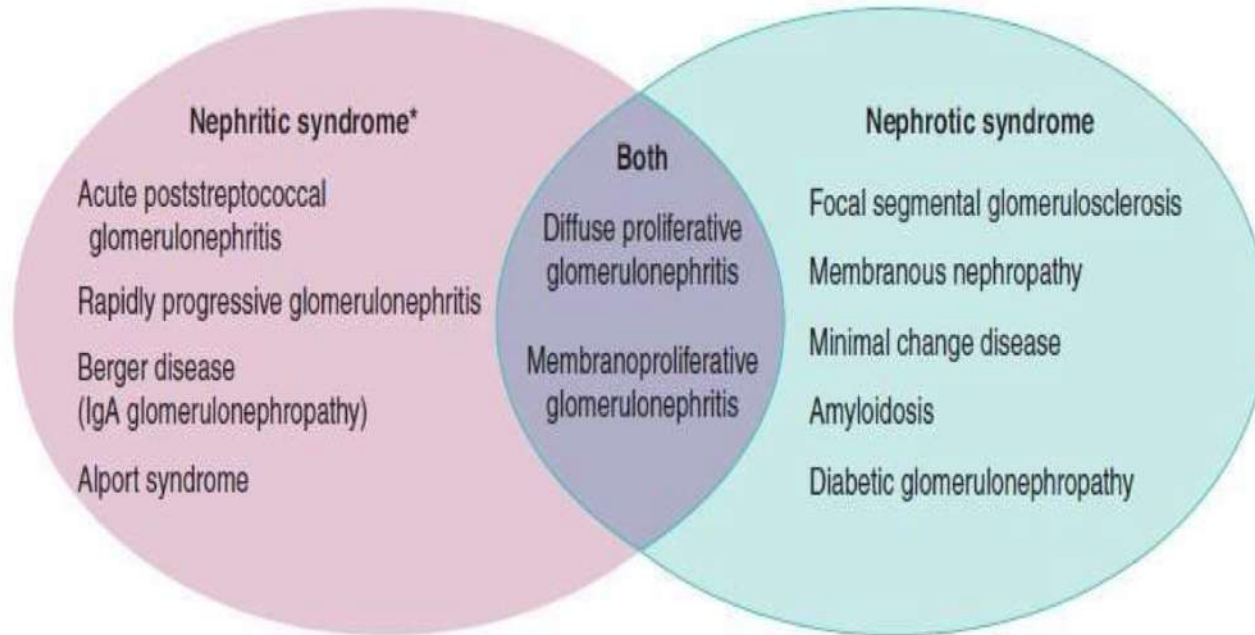 Nephritic syndrome*
Acute poststreptococcal
glomerulonephritis
Rapidly progressive glomerulonephritis
Berger disease
(IgA glomerulonephropathy)
Alport syndrome
Both
Diffuse proliferative
glomerulonephritis
Membranoproliferative
glomerulonephritis
Nephrotic syndrome
Focal segmental glomerulosclerosis
Membranous nephropathy
Minimal change disease
Amyloidosis
Diabetic glomerulonephropathy